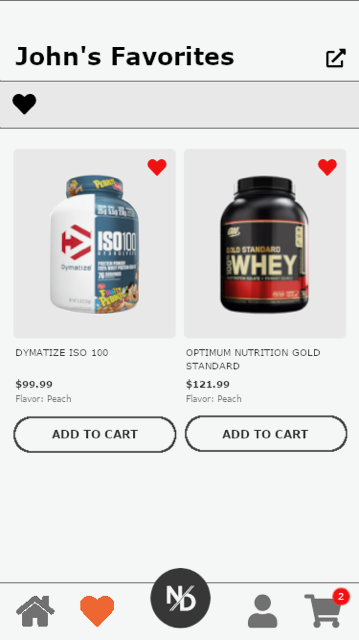 John's Favorites
Dymatize
ISO100
GOLD STANDARD
100% WHEY
DYMATIZE ISO 100
OPTIMUM NUTRITION GOLD
STANDARD
$99.99
$121.99
Flavor: Peach
Flavor: Peach
ADD TO CART
ADD TO CART
N/D
2